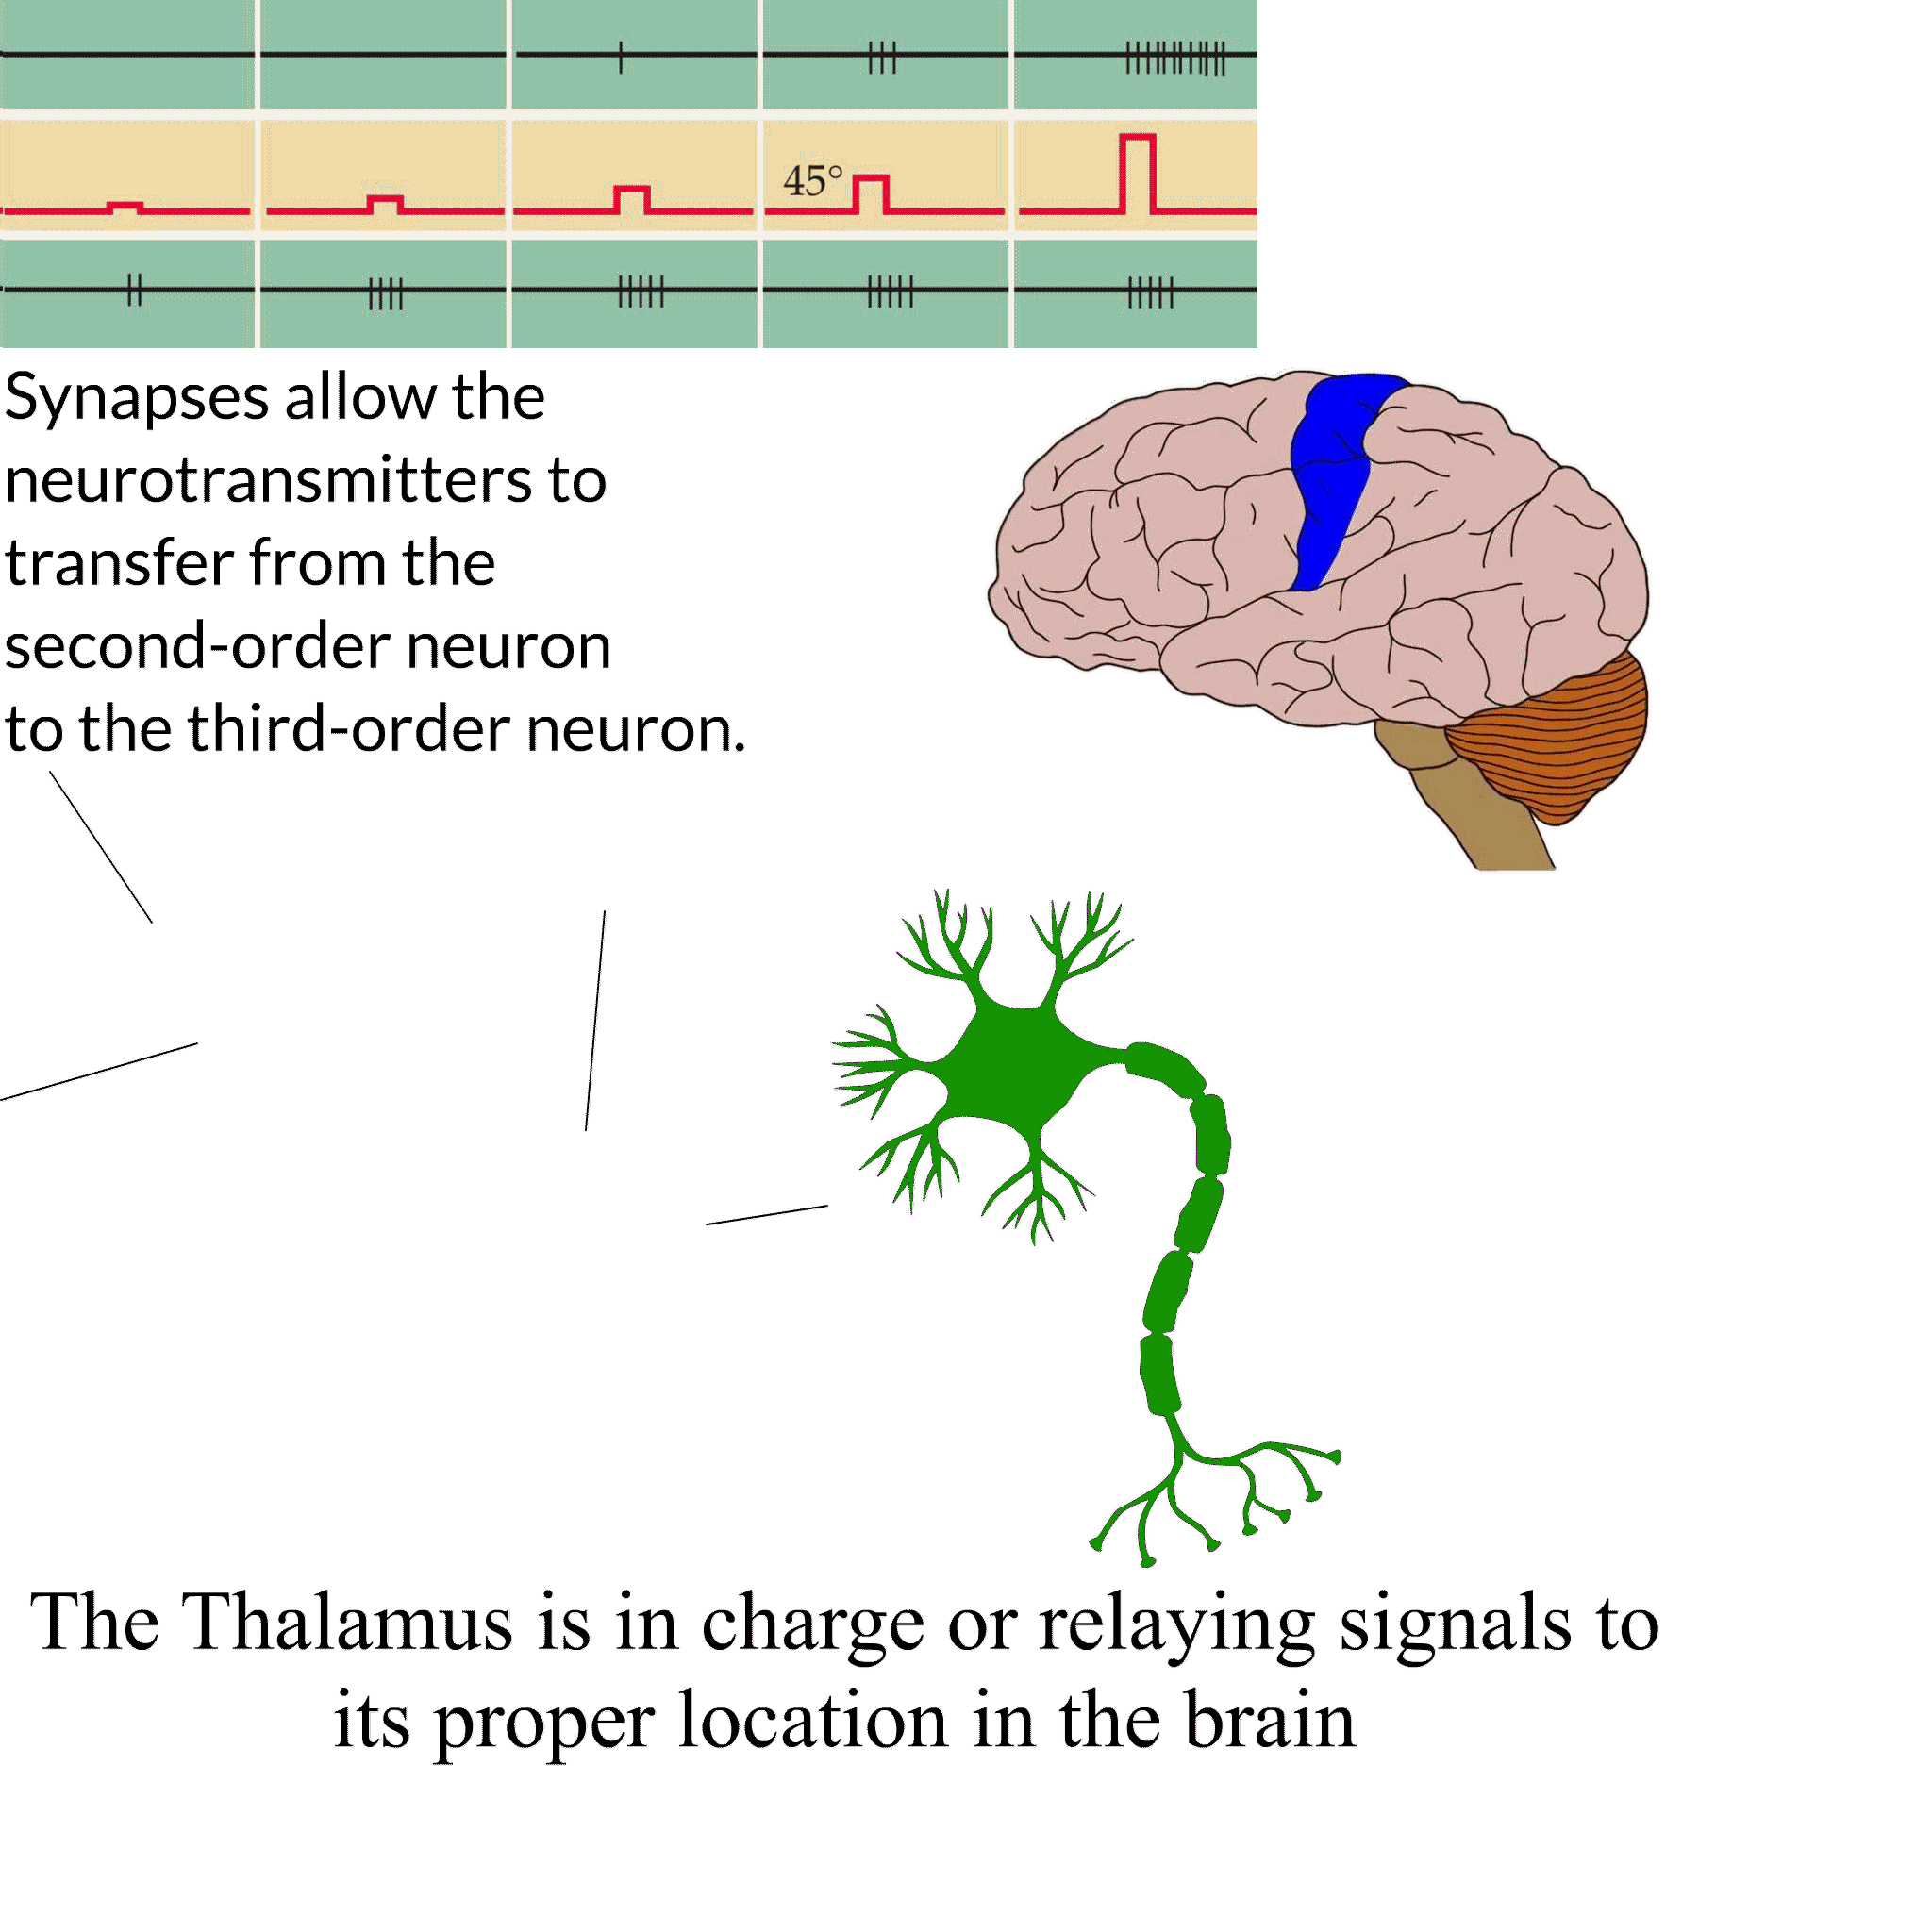 45°
Synapses allow the
neurotransmitters to
transfer from the
second-order neuron
to the third-order neuron.
The Thalamus is in charge or relaying signals to
its proper location in the brain